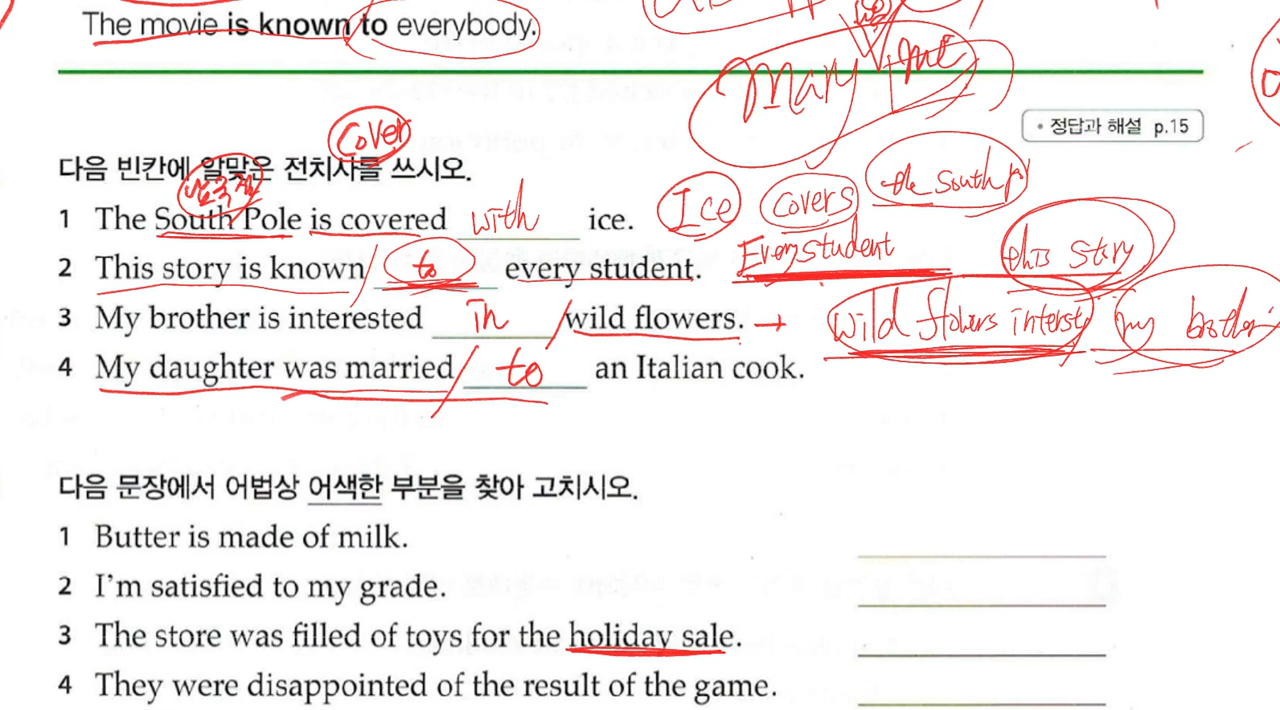 The movie is known to everybody.
Mary
me
• 정답과 해설 p.15
cover
다음 빈칸에 알맞은 전치사를 쓰시오.
남극점
1 The South Pole is covered with ice.
Ice covers the South
2 This story is known to every student.
Every student this story
3 My brother is interested in wild flowers. →
wild flowers my brother
4 My daughter was married to an Italian cook.
다음 문장에서 어법상 어색한 부분을 찾아 고치시오.
1 Butter is made of milk.
2 I'm satisfied to my grade.
3 The store was filled of toys for the holiday sale.
4 They were disappointed of the result of the game.